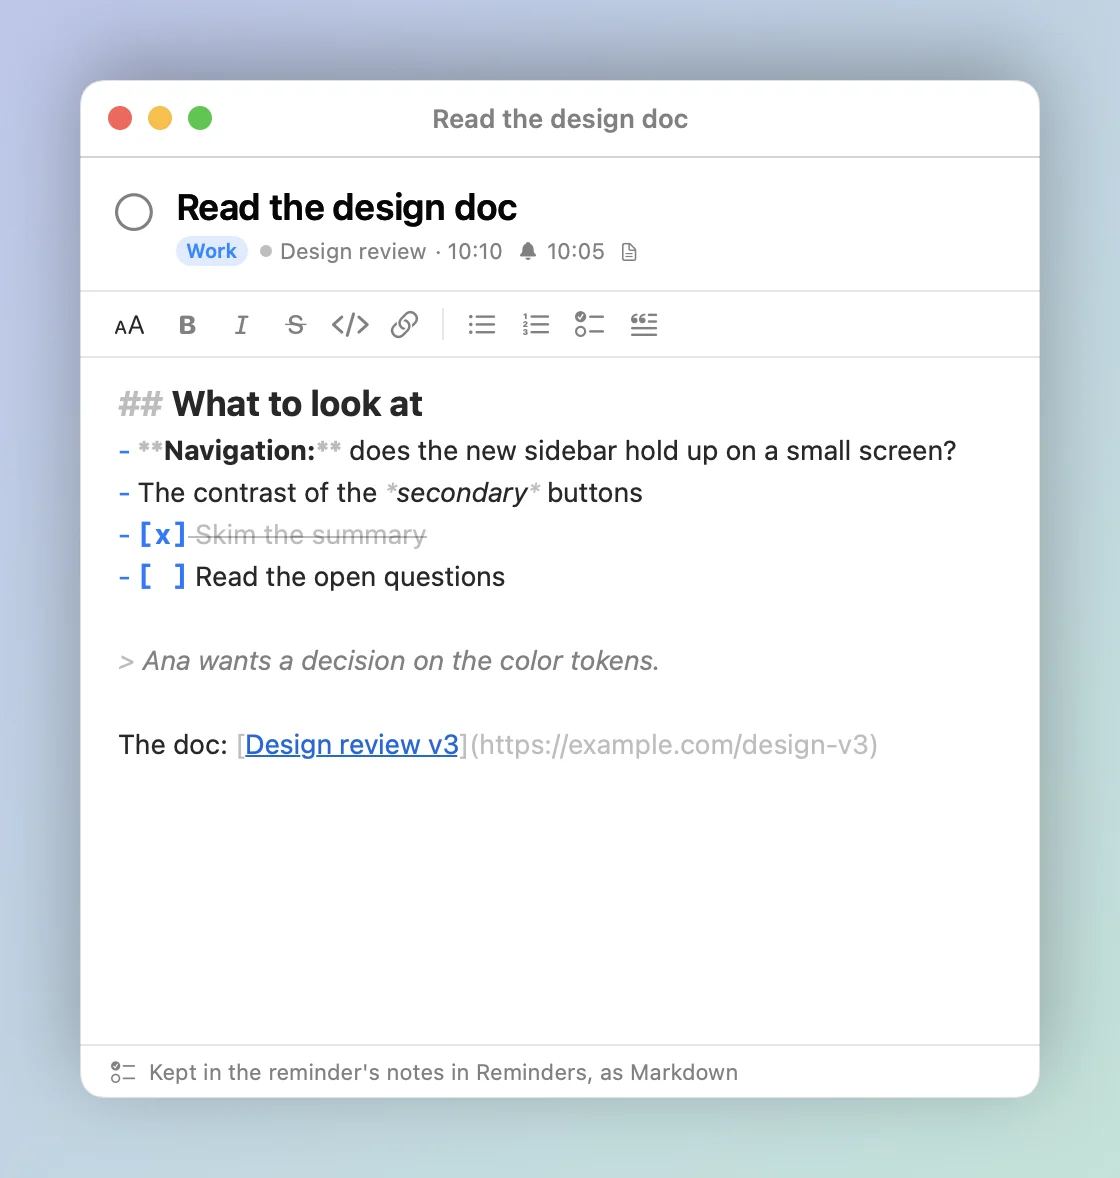 Read the design doc
Read the design doc
Work Design review · 10:10 10:05
AA B I S </>
## What to look at
- **Navigation:** does the new sidebar hold up on a small screen?
- The contrast of the *secondary* buttons
- [x] Skim the summary
- [ ] Read the open questions
> Ana wants a decision on the color tokens.
The doc: [Design review v3](https://example.com/design-v3)
Kept in the reminder's notes in Reminders, as Markdown